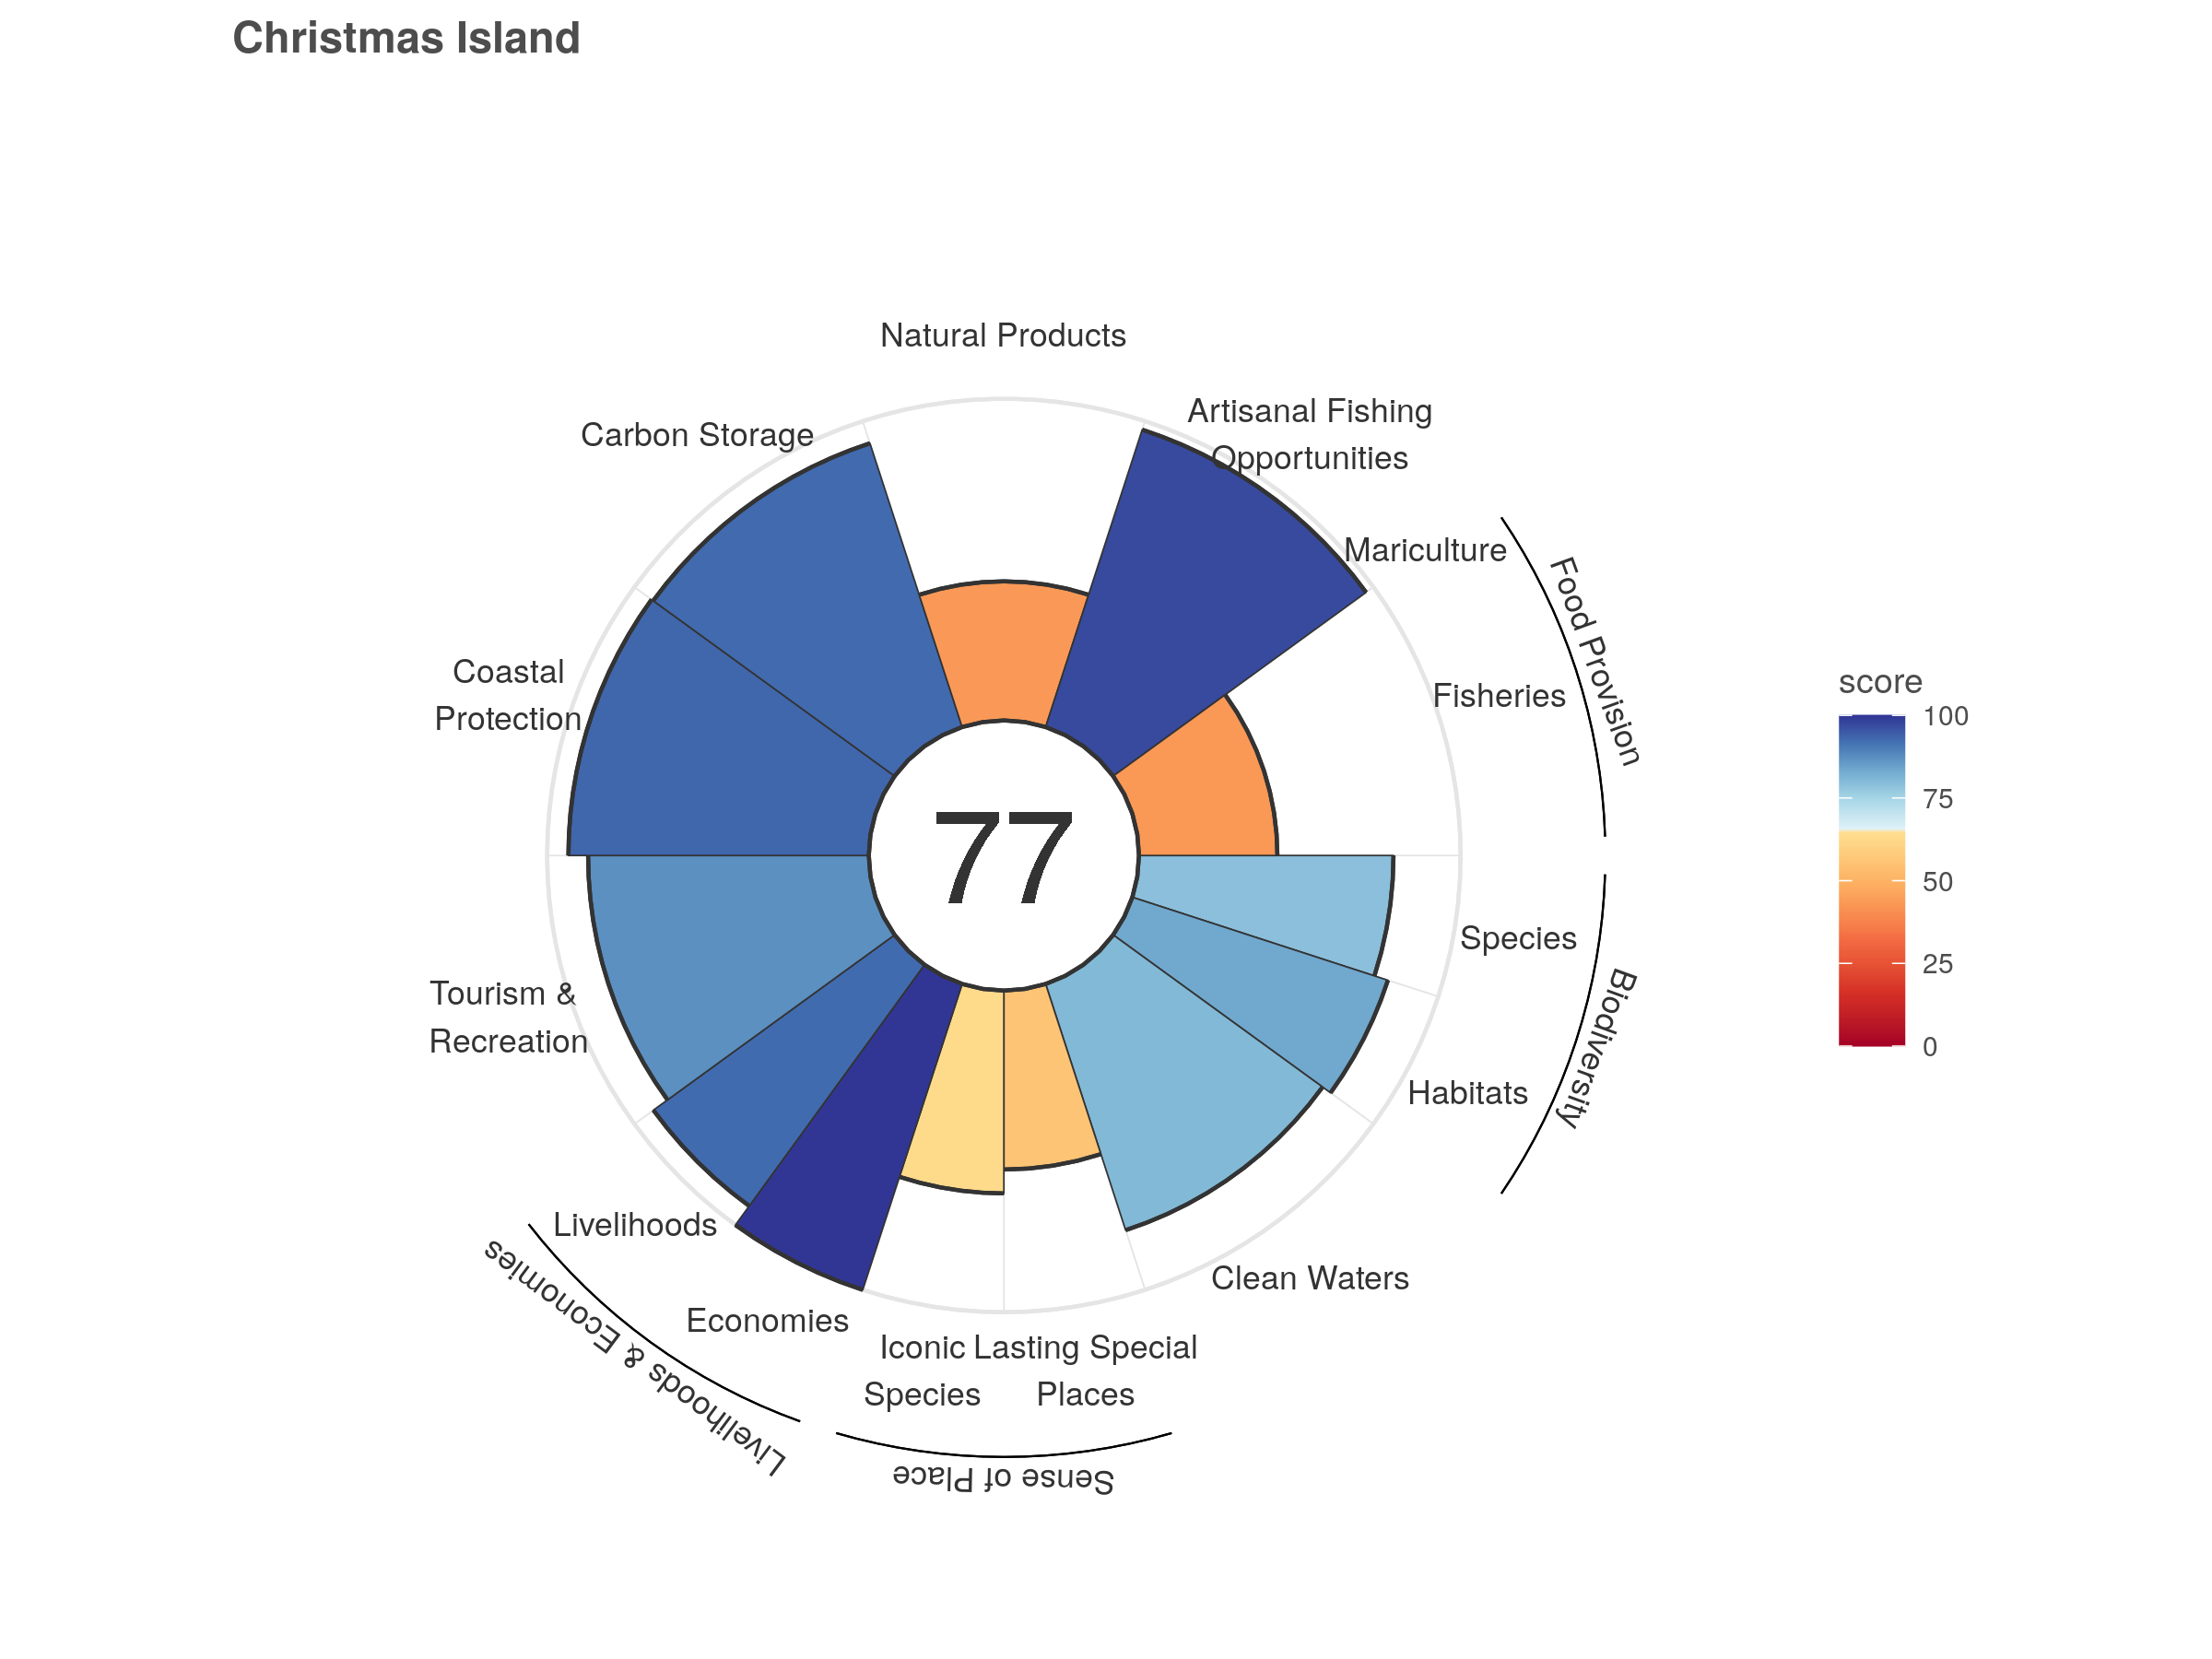 Christmas Island
Natural Products
Artisanal Fishing
Opportunities
Carbon Storage
Mariculture
Food Provision
Fisheries
Coastal
Protection
score
100
75
50
25
0
77
Species
Biodiversity
Tourism &
Recreation
Habitats
Livelihoods
Clean Waters
Economies
Livelihoods & Economies
Iconic
Species
Lasting Special
Places
Sense of Place